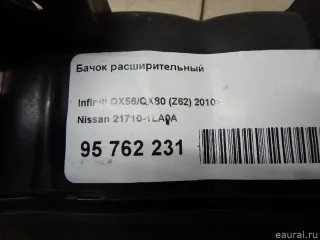 Бачок расширительный
Infiniti QX56/QX80 (Z62) 2010>
Nissan 21710-1LA0A
95 762 231
eaural.ru